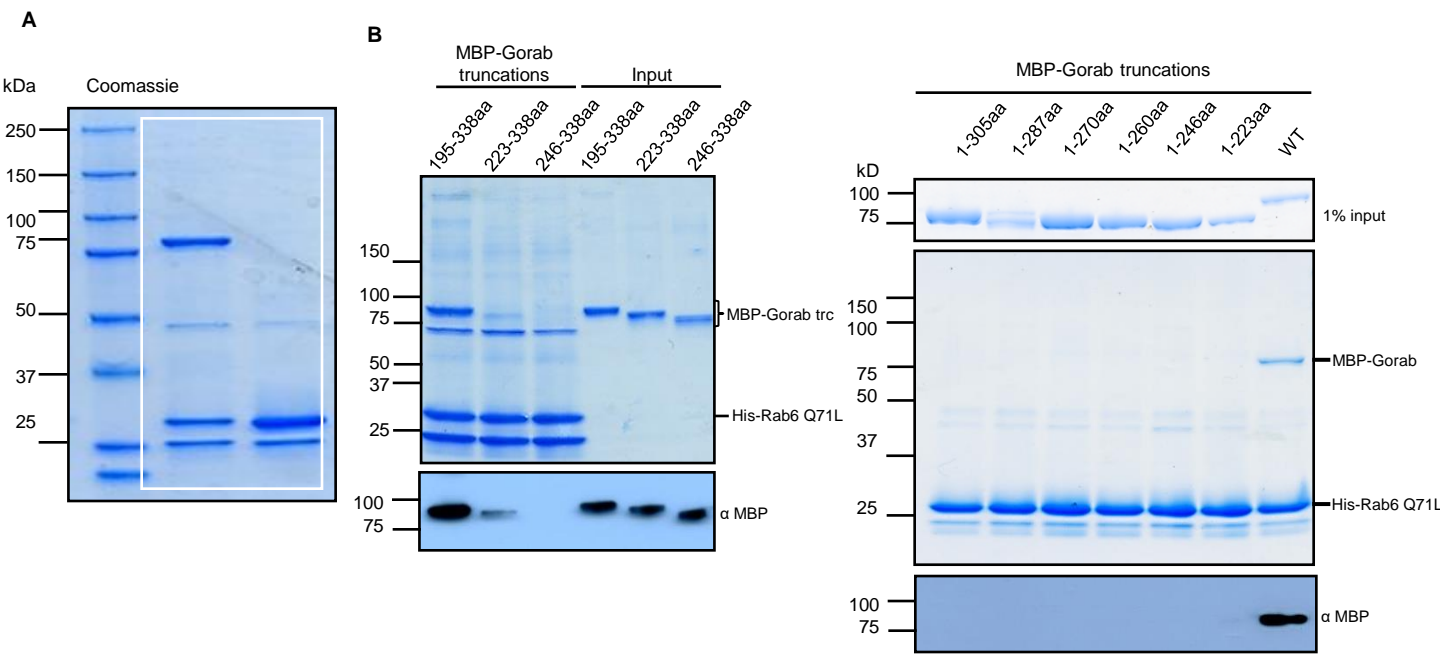 A
kDa
Coomassie
250
150
100
75
50
37
25
B
MBP-Gorab
truncations
Input
195-338aa
223-338aa
246-338aa
195-338aa
223-338aa
246-338aa
150
100
75
50
37
25
MBP-Gorab trc
His-Rab6 Q71L
100
75
α MBP
MBP-Gorab truncations
1-305aa
1-287aa
1-270aa
1-260aa
1-246aa
1-223aa
WT
kD
100
75
1% input
150
100
75
50
37
25
MBP-Gorab
His-Rab6 Q71L
100
75
α MBP